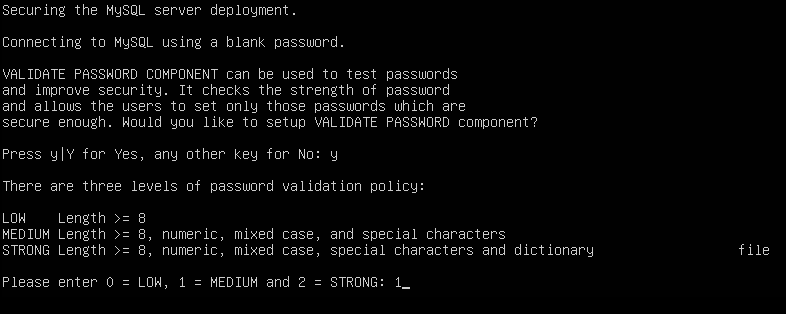 Securing the MySQL server deployment.
Connecting to MySQL using a blank password.
VALIDATE PASSWORD COMPONENT can be used to test passwords
and improve security. It checks the strength of password
and allows the users to set only those passwords which are
secure enough. Would you like to setup VALIDATE PASSWORD component?
Press y|Y for Yes, any other key for No: y
There are three levels of password validation policy:
LOW    Length >= 8
MEDIUM Length >= 8, numeric, mixed case, and special characters
STRONG Length >= 8, numeric, mixed case, special characters and dictionary                  file
Please enter 0 = LOW, 1 = MEDIUM and 2 = STRONG: 1_